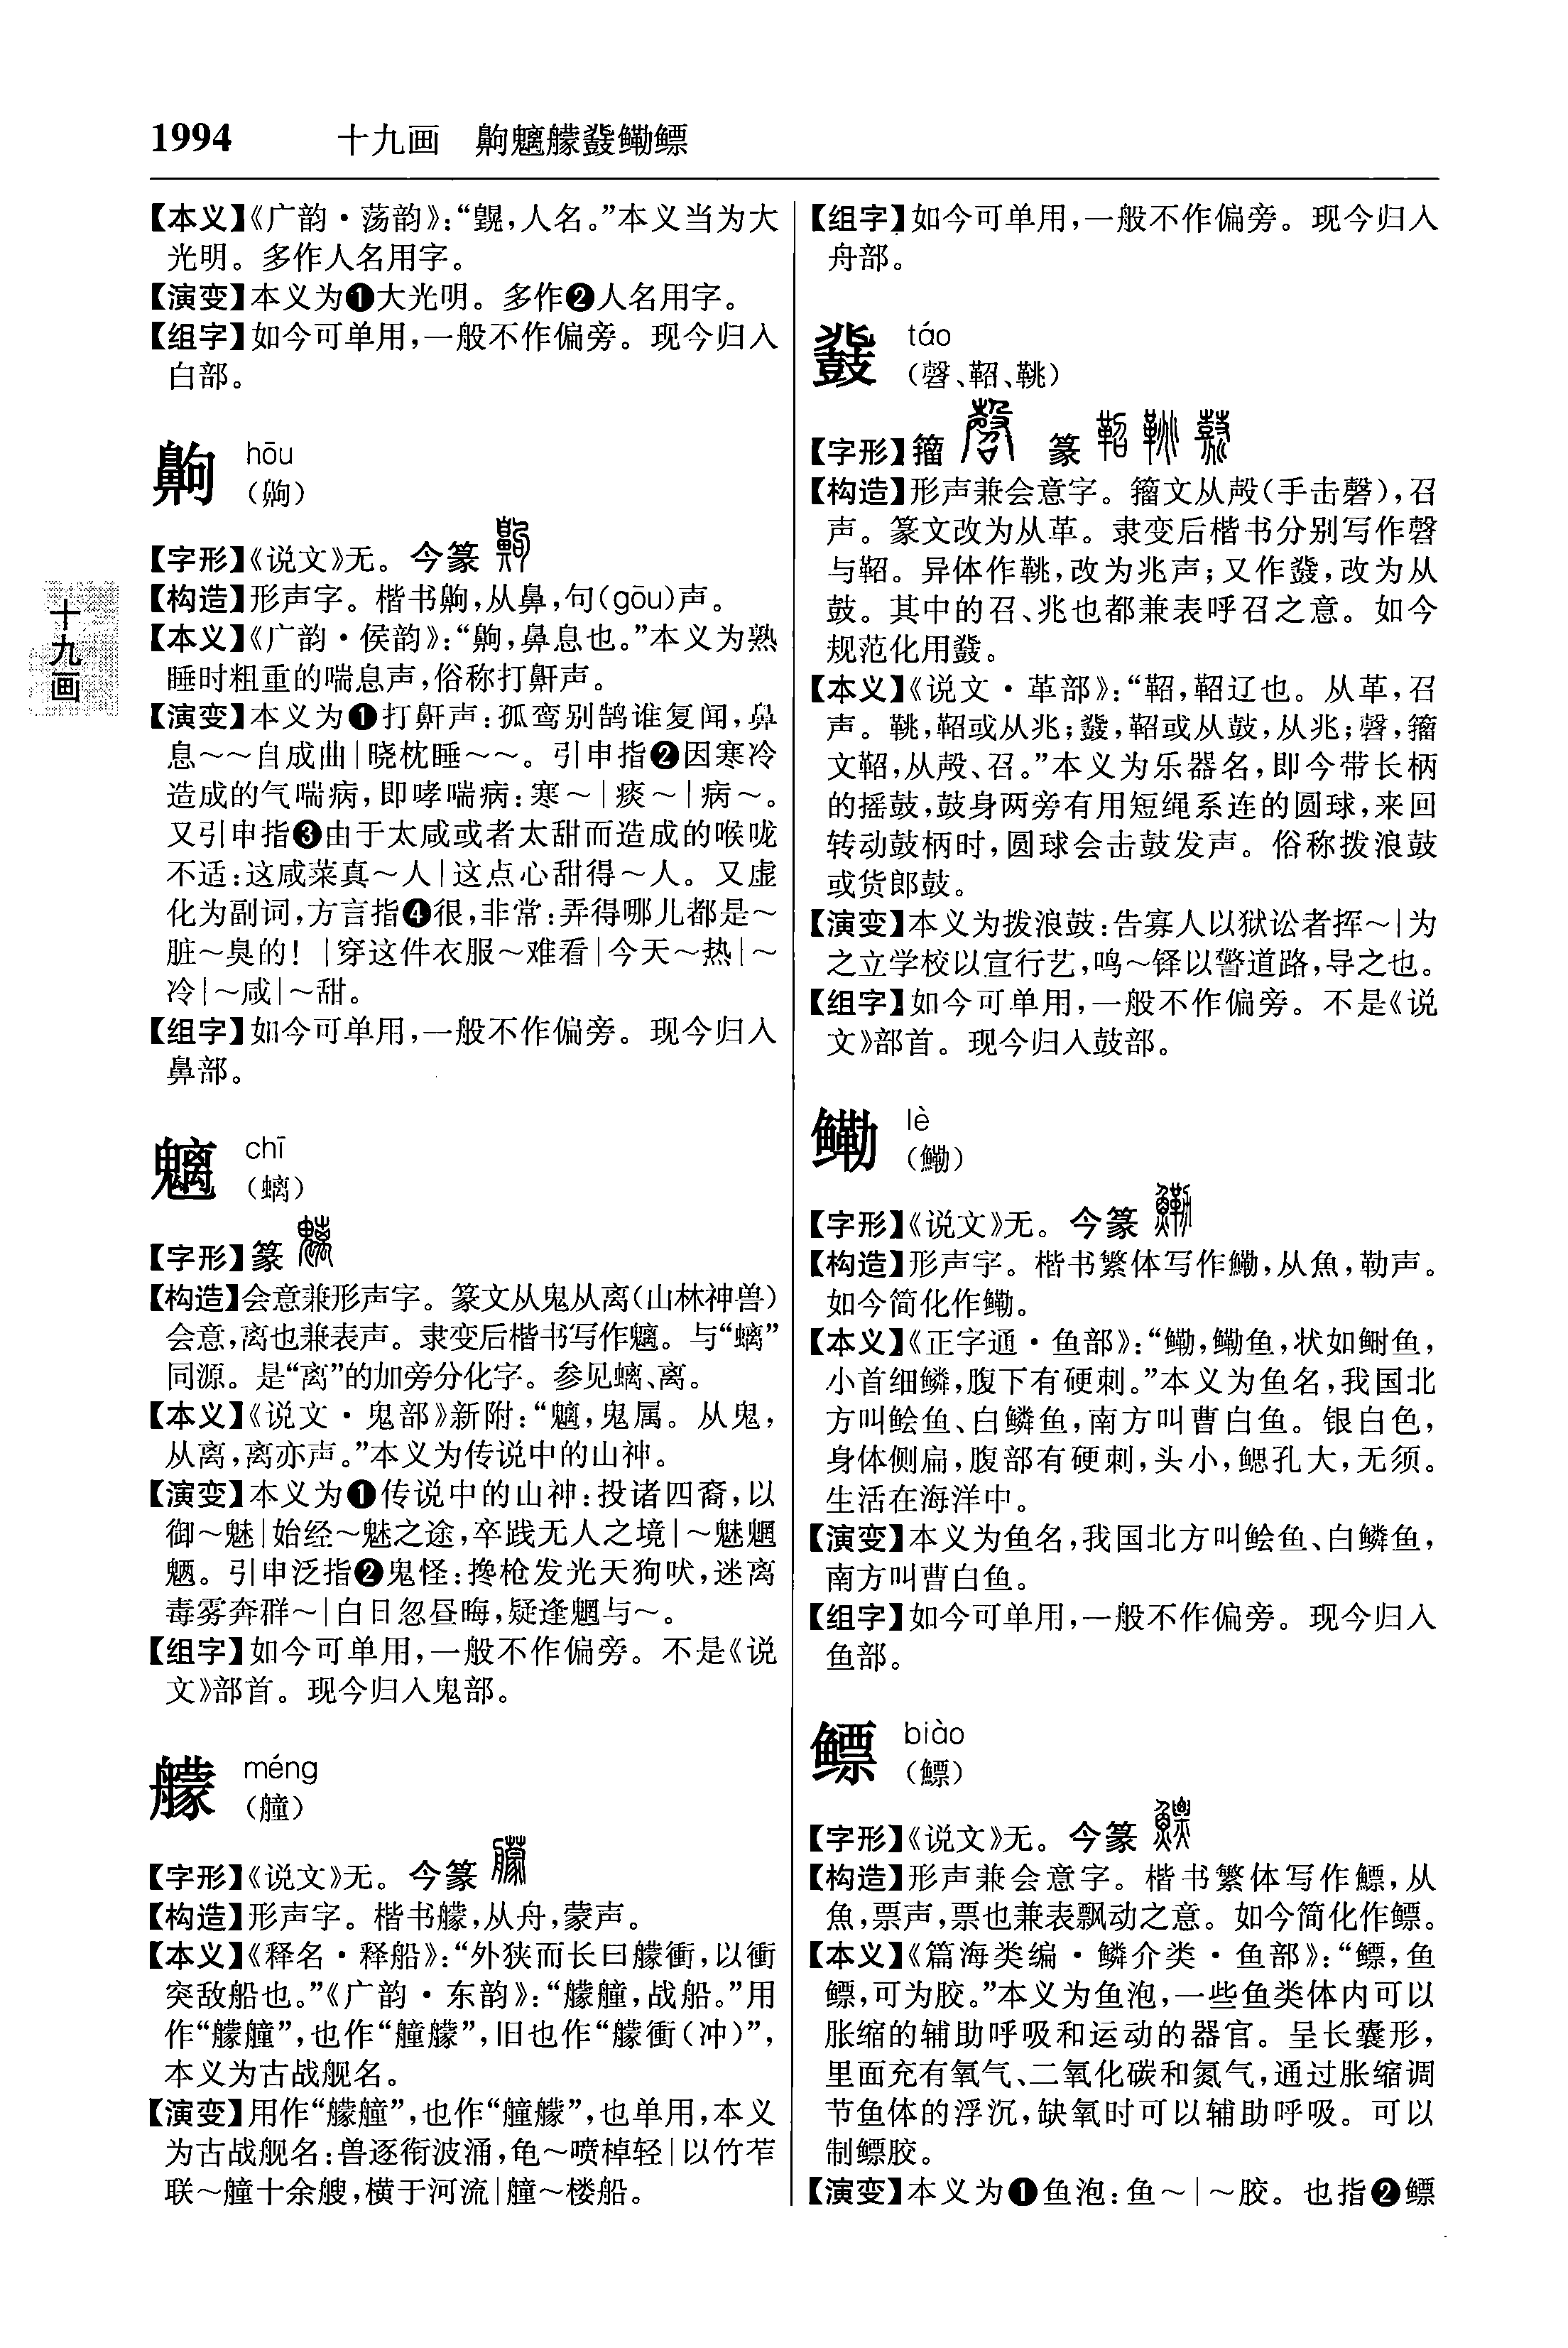 1994 十九画 齁魑艨鼗鳓鳔
【本义】《广韵·荡韵》：“皝，人名。”本义当为大
光明。多作人名用字。
【演变】本义为❶大光明。多作❷人名用字。
【组字】如今可单用，一般不作偏旁。现今归入
白部。
齁 hōu
（齁）
【字形】《说文》无。今篆
【构造】形声字。楷书齁，从鼻，句(gōu)声。
【本义】《广韵·侯韵》：“齁，鼻息也。”本义为熟
睡时粗重的喘息声，俗称打鼾声。
【演变】本义为❶打鼾声：孤鸾别鹄谁复闻，鼻
息～～自成曲|晓枕睡～～。引申指❷因寒冷
造成的气喘病，即哮喘病：寒～|痰～|病～。
又引申指❸由于太咸或者太甜而造成的喉咙
不适：这咸菜真～人|这点心甜得～人。又虚
化为副词，方言指❹很，非常：弄得哪儿都是～
脏～臭的！|穿这件衣服～难看|今天～热|～
冷|～咸|～甜。
【组字】如今可单用，一般不作偏旁。现今归入
鼻部。
魑 chī
（螭）
【字形】篆
【构造】会意兼形声字。篆文从鬼从离（山林神兽）
会意，离也兼表声。隶变后楷书写作魑。与“螭”
同源。是“离”的加旁分化字。参见螭、离。
【本义】《说文·鬼部》新附：“魑，鬼属。从鬼，
从离，离亦声。”本义为传说中的山神。
【演变】本义为❶传说中的山神：投诸四裔，以
御～魅|始经～魅之途，卒践无人之境|～魅魍
魉。引申泛指❷鬼怪：搀枪发光天狗吠，迷离
毒雾奔群～|白日忽昼晦，疑逢魍与～。
【组字】如今可单用，一般不作偏旁。不是《说
文》部首。现今归入鬼部。
艨 méng
（艟）
【字形】《说文》无。今篆
【构造】形声字。楷书艨，从舟，蒙声。
【本义】《释名·释船》：“外狭而长曰艨衝，以衝
突敌船也。”《广韵·东韵》：“艨艟，战船。”用
作“艨艟”，也作“艟艨”，旧也作“艨衝（冲）”，
本义为古战舰名。
【演变】用作“艨艟”，也作“艟艨”，也单用，本义
为古战舰名：兽逐衔波涌，龟～喷棹轻|以竹苲
联～艟十余艘，横于河流|艟～楼船。
【组字】如今可单用，一般不作偏旁。现今归入
舟部。
鼗 táo
（磬、鞀、鞉）
【字形】籀 篆
【构造】形声兼会意字。籀文从殸（手击磬），召
声。篆文改为从革。隶变后楷书分别写作磬
与鞀。异体作鞉，改为兆声；又作鼗，改为从
鼓。其中的召、兆也都兼表呼召之意。如今
规范化用鼗。
【本义】《说文·革部》：“鞀，鞀辽也。从革，召
声。鞉，鞀或从兆；鼗，鞀或从鼓，从兆；磬，籀
文鞀，从殸、召。”本义为乐器名，即今带长柄
的摇鼓，鼓身两旁有用短绳系连的圆球，来回
转动鼓柄时，圆球会击鼓发声。俗称拨浪鼓
或货郎鼓。
【演变】本义为拨浪鼓：告寡人以狱讼者挥～|为
之立学校以宣行艺，鸣～铎以警道路，导之也。
【组字】如今可单用，一般不作偏旁。不是《说
文》部首。现今归入鼓部。
鳓 lè
（鰳）
【字形】《说文》无。今篆
【构造】形声字。楷书繁体写作鰳，从魚，勒声。
如今简化作鳓。
【本义】《正字通·鱼部》：“鳓，鳓鱼，状如鲥鱼，
小首细鳞，腹下有硬刺。”本义为鱼名，我国北
方叫鲙鱼、白鳞鱼，南方叫曹白鱼。银白色，
身体侧扁，腹部有硬刺，头小，鳃孔大，无须。
生活在海洋中。
【演变】本义为鱼名，我国北方叫鲙鱼、白鳞鱼，
南方叫曹白鱼。
【组字】如今可单用，一般不作偏旁。现今归入
鱼部。
鳔 biào
（鰾）
【字形】《说文》无。今篆
【构造】形声兼会意字。楷书繁体写作鰾，从
魚，票声，票也兼表飘动之意。如今简化作鳔。
【本义】《篇海类编·鳞介类·鱼部》：“鳔，鱼
鳔，可为胶。”本义为鱼泡，一些鱼类体内可以
胀缩的辅助呼吸和运动的器官。呈长囊形，
里面充有氧气、二氧化碳和氮气，通过胀缩调
节鱼体的浮沉，缺氧时可以辅助呼吸。可以
制鳔胶。
【演变】本义为❶鱼泡：鱼～|～胶。也指❷鳔
十九画